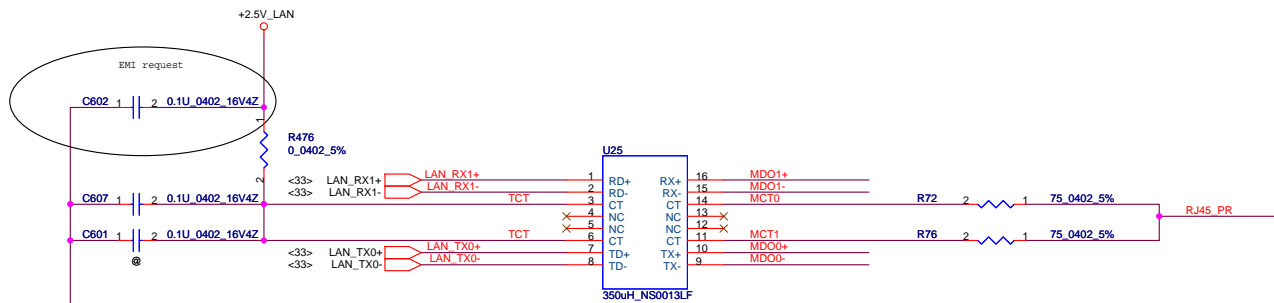 +2.5V_LAN
EMI request
C602 1 2 0.1U_0402_16V4Z
1
R476
0_0402_5%
2
U25
<33> LAN_RX1+ LAN_RX1+ 1 RD+ RX+ 16 MDO1+
<33> LAN_RX1- LAN_RX1- 2 RD- RX- 15 MDO1-
C607 1 2 0.1U_0402_16V4Z TCT 3 CT CT 14 MCT0 R72 2 1 75_0402_5%
4 NC NC 13
RJ45_PR
5 NC NC 12
C601 1 2 0.1U_0402_16V4Z TCT 6 CT CT 11 MCT1 R76 2 1 75_0402_5%
@
<33> LAN_TX0+ LAN_TX0+ 7 TD+ TX+ 10 MDO0+
<33> LAN_TX0- LAN_TX0- 8 TD- TX- 9 MDO0-
350uH_NS0013LF